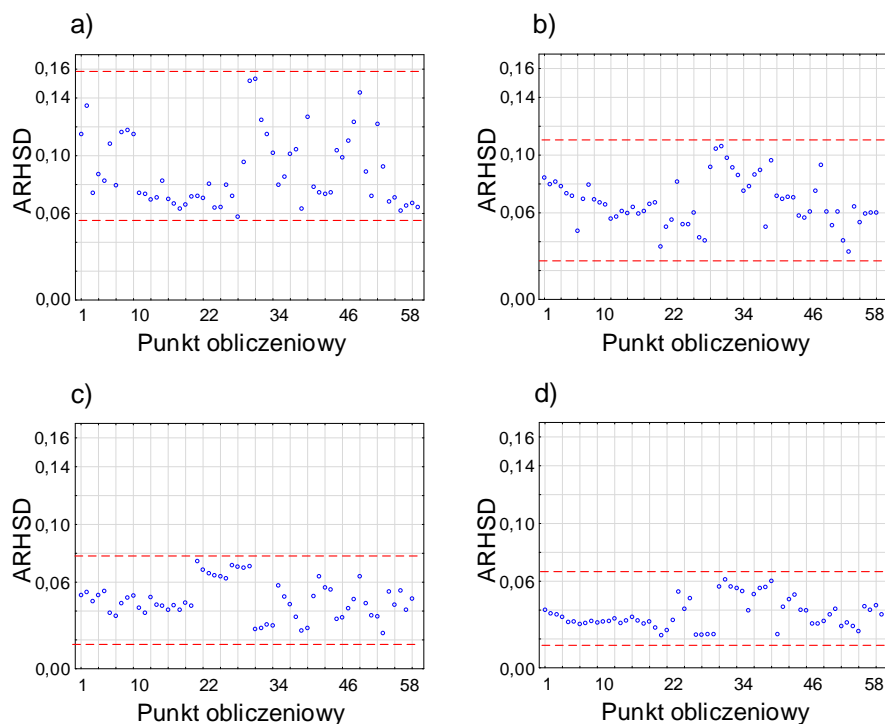 a)
ARHSD
0,16
0,14
0,10
0,06
0,00
1 10 22 34 46 58
Punkt obliczeniowy
b)
ARHSD
0,16
0,14
0,10
0,06
0,00
1 10 22 34 46 58
Punkt obliczeniowy
c)
ARHSD
0,16
0,14
0,10
0,06
0,00
1 10 22 34 46 58
Punkt obliczeniowy
d)
ARHSD
0,16
0,14
0,10
0,06
0,00
1 10 22 34 46 58
Punkt obliczeniowy